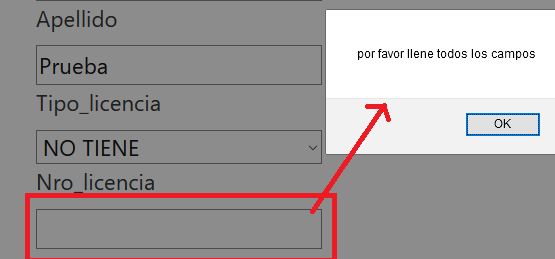 Apellido
Prueba
Tipo_licencia
NO TIENE
Nro_licencia
por favor llene todos los campos
OK